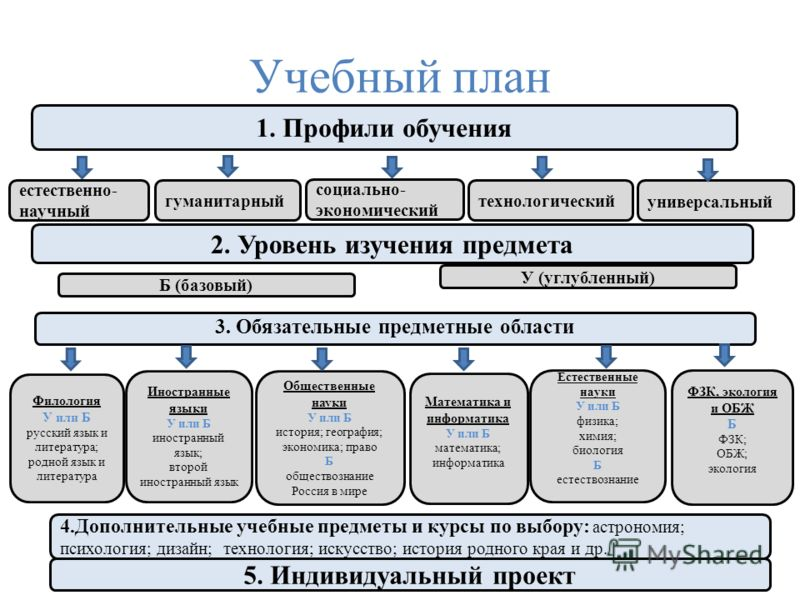 Учебный план
1. Профили обучения
естественно-
научный
гуманитарный
социально-
экономический
технологический
универсальный
2. Уровень изучения предмета
Б (базовый)
У (углубленный)
3. Обязательные предметные области
Филология
У или Б
русский язык и
литература;
родной язык и
литература
Иностранные
языки
У или Б
иностранный
язык;
второй
иностранный язык
Общественные
науки
У или Б
история; география;
экономика; право
Б
обществознание
Россия в мире
Математика и
информатика
У или Б
математика;
информатика
Естественные
науки
У или Б
физика;
химия;
биология
Б
естествознание
ФЗК, экология
и ОБЖ
Б
ФЗК;
ОБЖ;
экология
4.Дополнительные учебные предметы и курсы по выбору: астрономия;
психология; дизайн; технология; искусство; история родного края и др.
MyShared
5. Индивидуальный проект